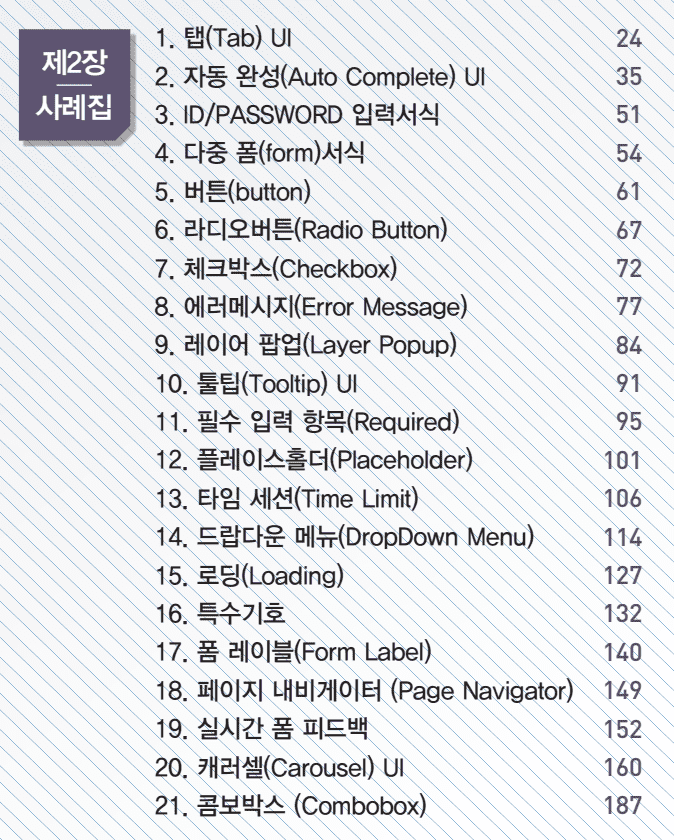 제2장
사례집
1. 탭(Tab) UI 24
2. 자동 완성(Auto Complete) UI 35
3. ID/PASSWORD 입력서식 51
4. 다중 폼(form)서식 54
5. 버튼(button) 61
6. 라디오버튼(Radio Button) 67
7. 체크박스(Checkbox) 72
8. 에러메시지(Error Message) 77
9. 레이어 팝업(Layer Popup) 84
10. 툴팁(Tooltip) UI 91
11. 필수 입력 항목(Required) 95
12. 플레이스홀더(Placeholder) 101
13. 타임 세션(Time Limit) 106
14. 드랍다운 메뉴(DropDown Menu) 114
15. 로딩(Loading) 127
16. 특수기호 132
17. 폼 레이블(Form Label) 140
18. 페이지 내비게이터 (Page Navigator) 149
19. 실시간 폼 피드백 152
20. 캐러셀(Carousel) UI 160
21. 콤보박스 (Combobox) 187